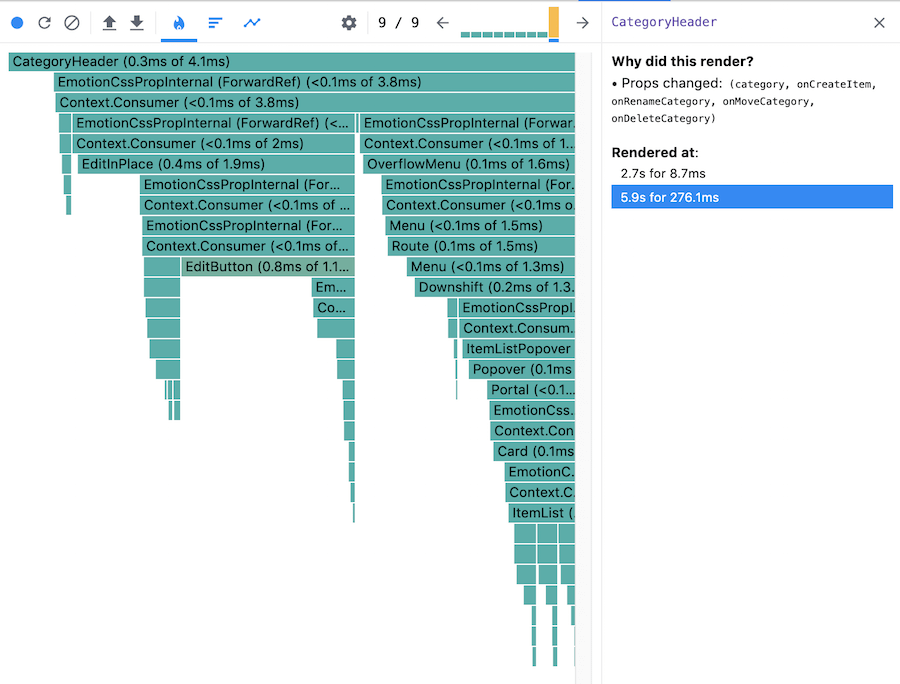 9 / 9
CategoryHeader
CategoryHeader (0.3ms of 4.1ms)
EmotionCssPropInternal (ForwardRef) (<0.1ms of 3.8ms)
Context.Consumer (<0.1ms of 3.8ms)
EmotionCssPropInternal (ForwardRef) (<... EmotionCssPropInternal (Forwar
Context.Consumer (<0.1ms of 2ms) Context.Consumer (<0.1ms of 1...
EditInPlace (0.4ms of 1.9ms) OverflowMenu (0.1ms of 1.6ms)
EmotionCssPropInternal (For... EmotionCssPropInternal (For.
Context.Consumer (<0.1ms of ... Context.Consumer (<0.1ms o.
EmotionCssPropInternal (For... Menu (<0.1ms of 1.5ms)
Context.Consumer (<0.1ms of... Route (0.1ms of 1.5ms)
EditButton (0.8ms of 1.1... Menu (<0.1ms of 1.3ms)
Em... Downshift (0.2ms of 1.3.
Co... EmotionCssPropI.
Context.Consum.
ItemListPopover
Popover (0.1ms
Portal (<0.1...
EmotionCss.
Context.Con
Card (0.1ms
EmotionC.
Context.C.
ItemList (.
Why did this render?
• Props changed: (category, onCreateItem,
onRenameCategory, onMoveCategory,
onDeleteCategory)
Rendered at:
2.7s for 8.7ms
5.9s for 276.1ms